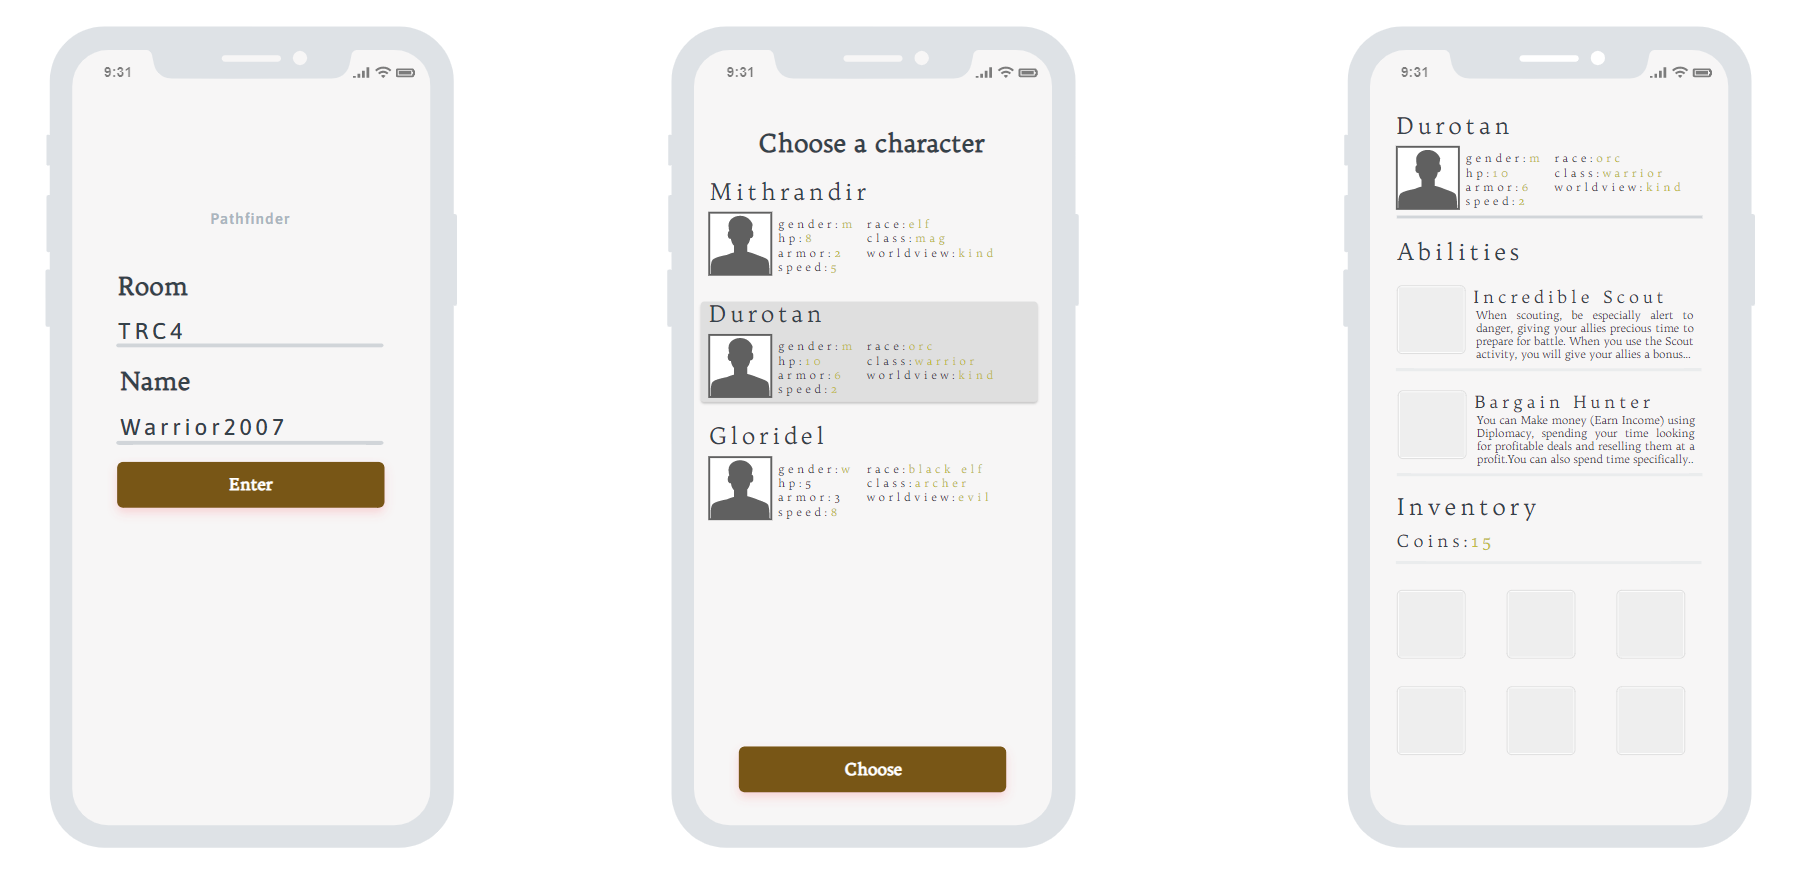 9:31
Pathfinder
Room
TRC4
Name
Warrior2007
Enter
9:31
Choose a character
Mithrandir
gender:m race:elf
hp:8 class:mag
armor:2 worldview:kind
speed:5
Durotan
gender:m race:orc
hp:10 class:warrior
armor:6 worldview:kind
speed:2
Gloridel
gender:w race:black elf
hp:5 class:archer
armor:3 worldview:evil
speed:8
Choose
9:31
Durotan
gender:m race:orc
hp:10 class:warrior
armor:6 worldview:kind
speed:2
Abilities
Incredible Scout
When scouting, be especially alert to
danger, giving your allies precious time to
prepare for battle. When you use the Scout
activity, you will give your allies a bonus...
Bargain Hunter
You can Make money (Earn Income) using
Diplomacy, spending your time looking
for profitable deals and reselling them at a
profit.You can also spend time specifically..
Inventory
Coins:15